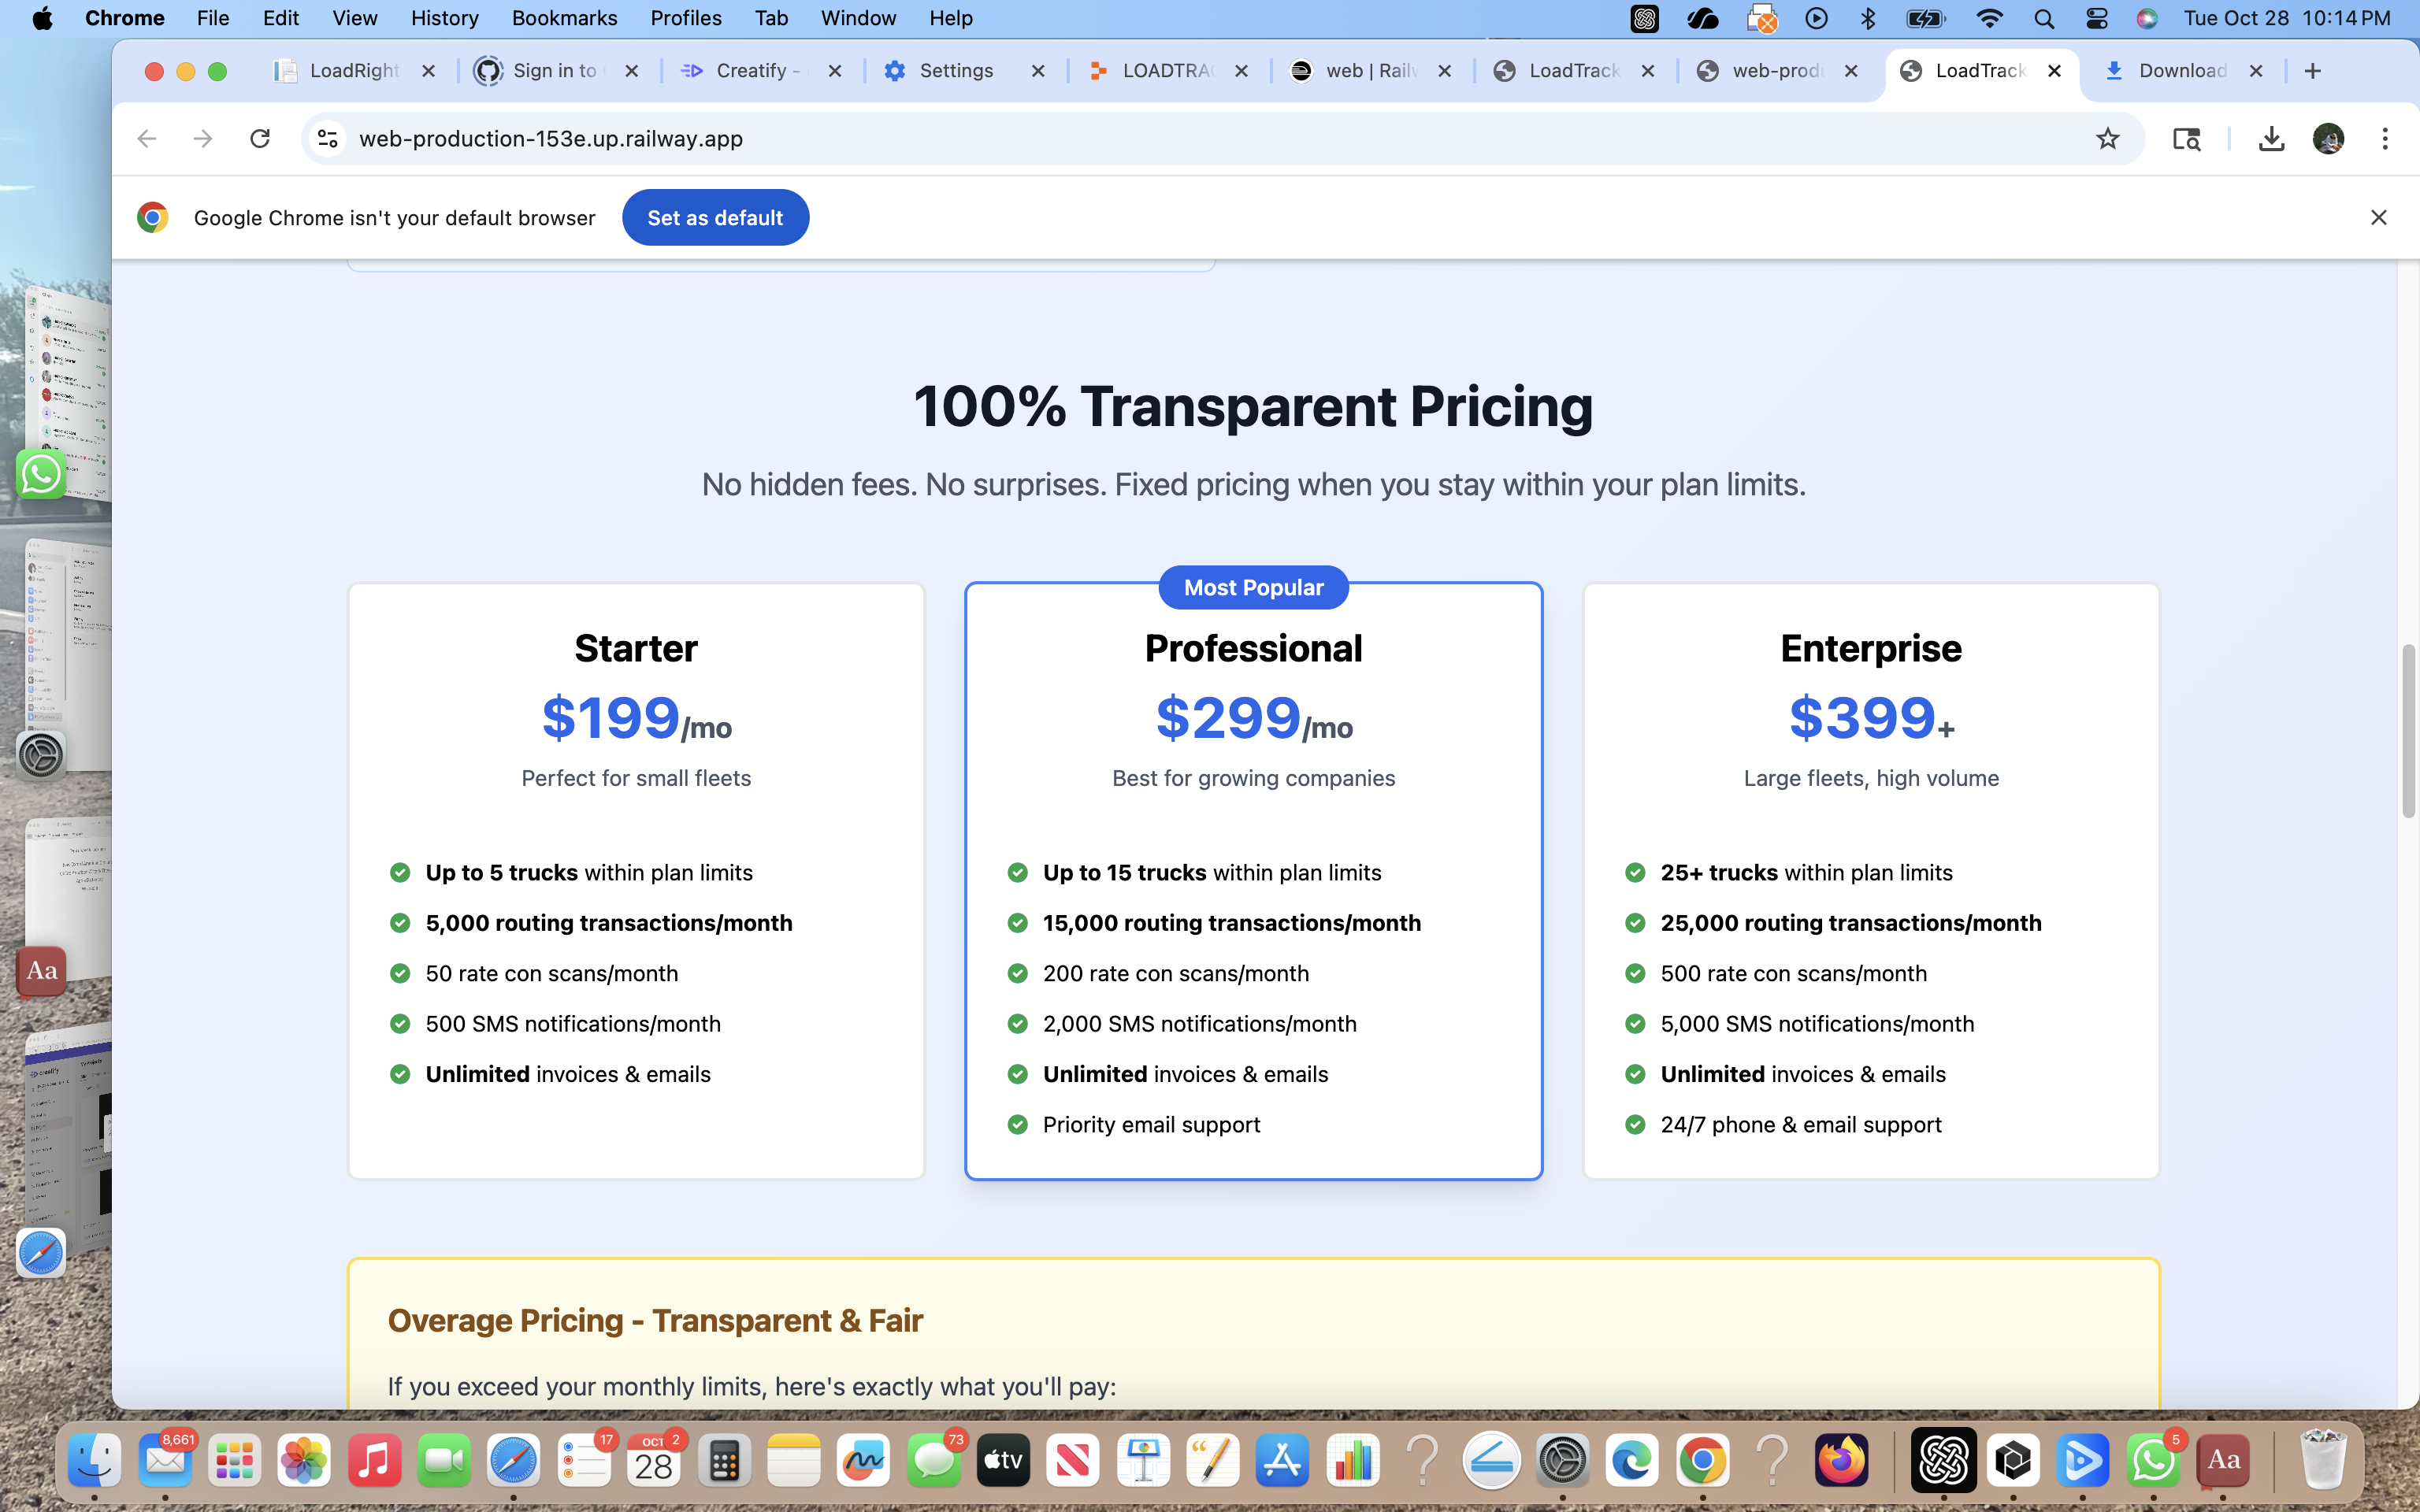 Chrome File Edit View History Bookmarks Profiles Tab Window Help Tue Oct 28 10:14 PM
LoadRight Sign in to Creatify - Settings LOADTRA web | Railw LoadTrack web-produ LoadTrack Download
web-production-153e.up.railway.app
Google Chrome isn't your default browser Set as default
100% Transparent Pricing
No hidden fees. No surprises. Fixed pricing when you stay within your plan limits.
Starter
$199/mo
Perfect for small fleets
Up to 5 trucks within plan limits
5,000 routing transactions/month
50 rate con scans/month
500 SMS notifications/month
Unlimited invoices & emails
Most Popular
Professional
$299/mo
Best for growing companies
Up to 15 trucks within plan limits
15,000 routing transactions/month
200 rate con scans/month
2,000 SMS notifications/month
Unlimited invoices & emails
Priority email support
Enterprise
$399+
Large fleets, high volume
25+ trucks within plan limits
25,000 routing transactions/month
500 rate con scans/month
5,000 SMS notifications/month
Unlimited invoices & emails
24/7 phone & email support
Overage Pricing - Transparent & Fair
If you exceed your monthly limits, here's exactly what you'll pay:
Aa
8,661 17 OCT 2 28 73 tv 5 Aa